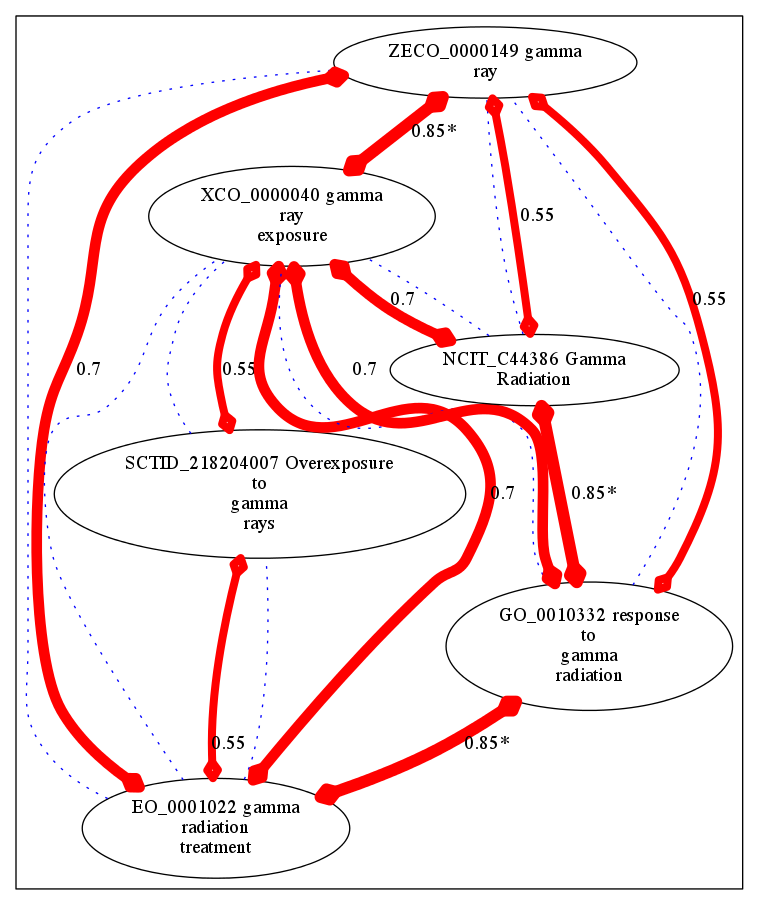 ZECO_0000149 gamma
ray
0.85*
XCO_0000040 gamma
ray
exposure
0.55
0.7
0.55
NCIT_C44386 Gamma
Radiation
0.7
0.55
0.7
SCTID_218204007 Overexposure
to
gamma
rays
0.7
0.85*
GO_0010332 response
to
gamma
radiation
0.55
0.85*
EO_0001022 gamma
radiation
treatment